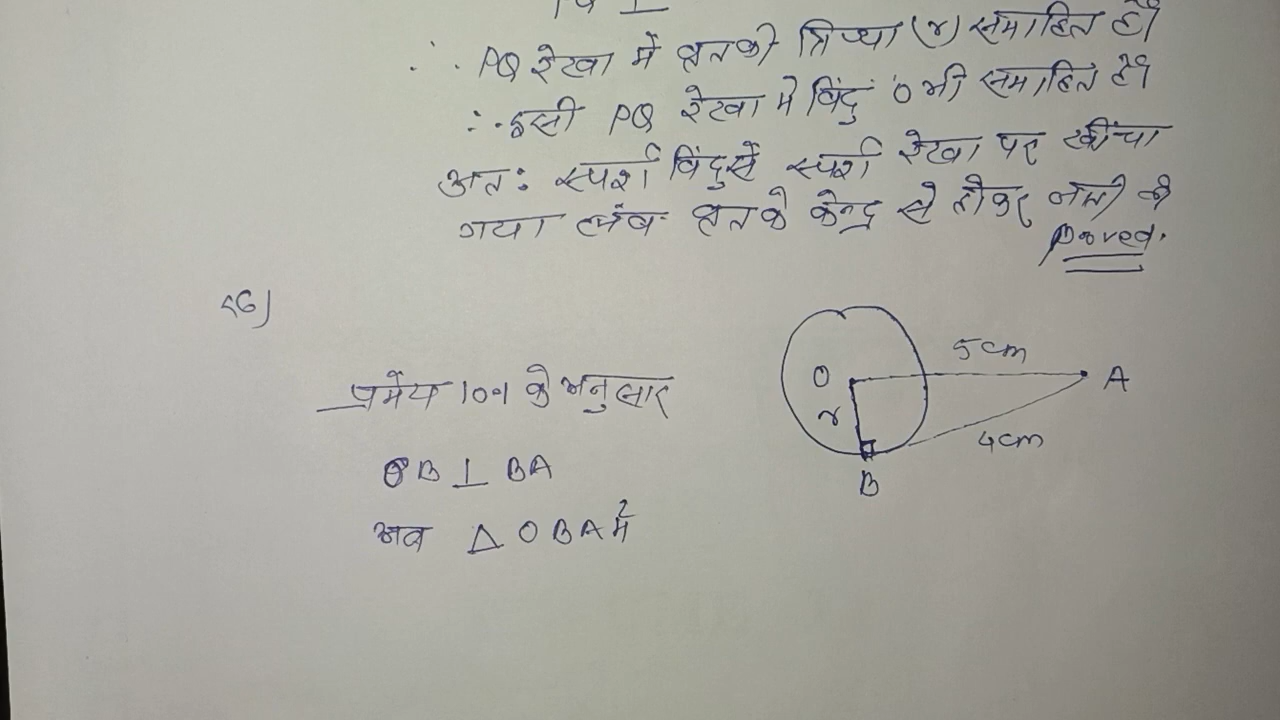 ∴ PQ रेखा में वृत की त्रिज्या (r) समाहित है।
∴ इसी PQ रेखा मे बिंदु O भी समाहित है।
अतः स्पर्श बिंदु से स्पर्श रेखा पर खींचा
गया लंब वृत के केन्द्र से होकर जाती है
proved.
(6)
5cm
O
A
प्रमेय 10.1 के अनुसार
r
4cm
OB ⊥ BA
B
अब △ OBA में